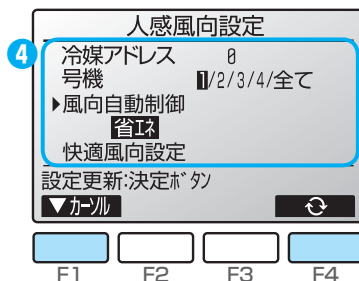 人感風向設定
4
冷媒アドレス 0
号機 1/2/3/4/全て
▶風向自動制御
省エネ
快適風向設定
設定更新:決定ボタン
▼カーソル
F1 F2 F3 F4